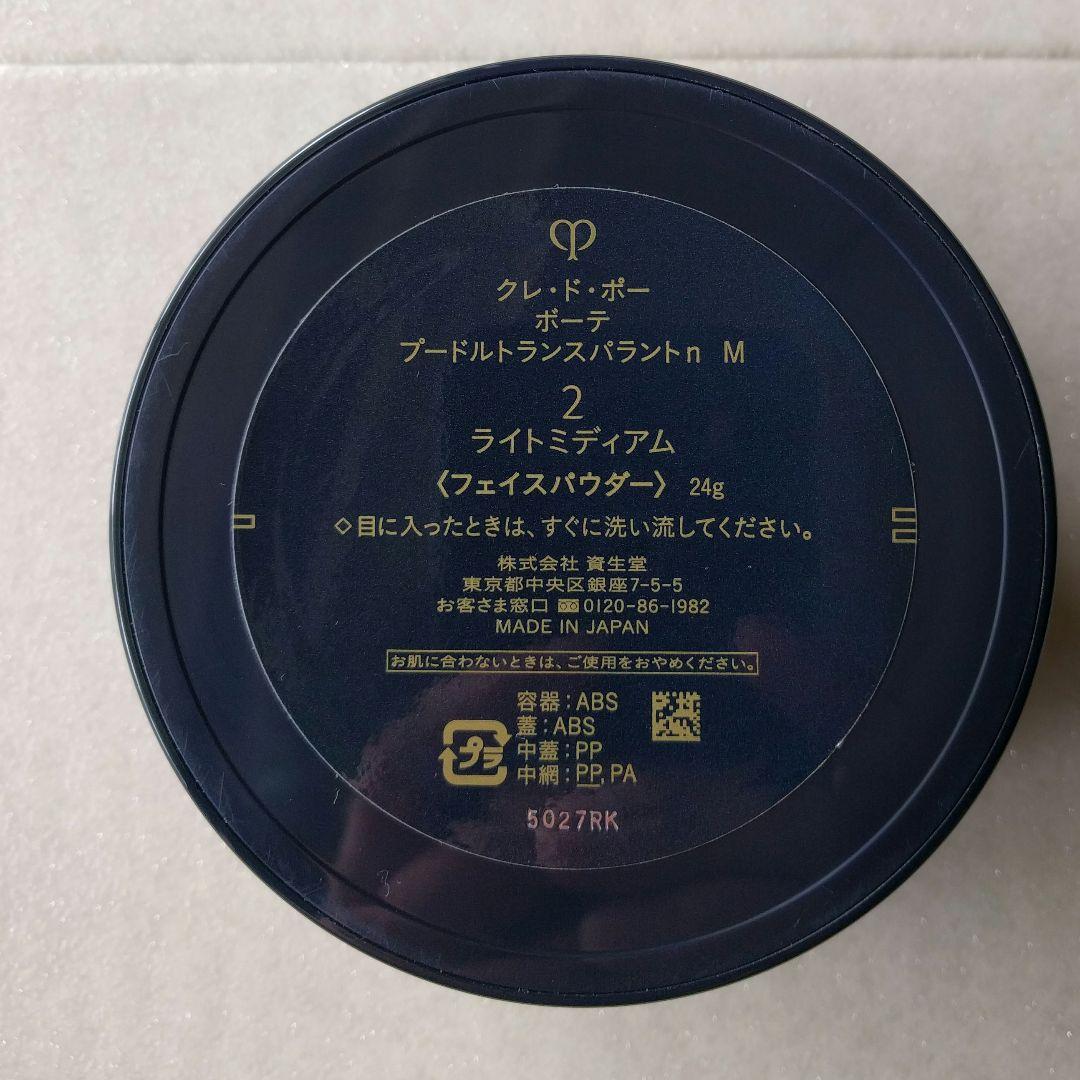 クレ・ド・ポー
ボーテ
プードルトランスパラントn M
2
ライトミディアム
〈フェイスパウダー〉 24g
◇目に入ったときは、すぐに洗い流してください。
株式会社 資生堂
東京都中央区銀座7-5-5
お客さま窓口 0120-86-1982
MADE IN JAPAN
お肌に合わないときは、ご使用をおやめください。
容器:ABS
蓋:ABS
中蓋:PP
中網:PP,PA
プラ
5027RK